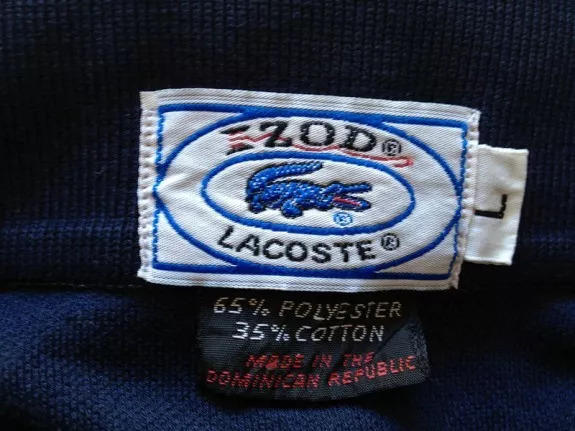 IZOD®
®
LACOSTE®
L
65% POLYESTER
35% COTTON
MADE IN THE
DOMINICAN REPUBLIC